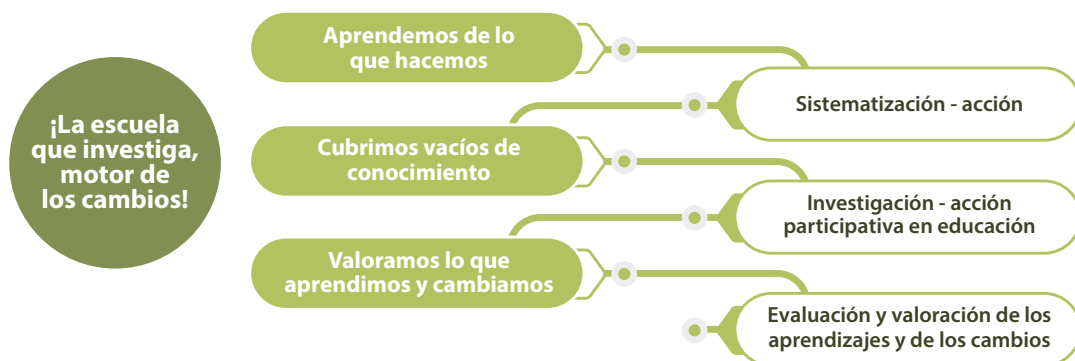 ¡La escuela
que investiga,
motor de
los cambios!
Aprendemos de lo
que hacemos
Sistematización - acción
Cubrimos vacíos de
conocimiento
Investigación - acción
participativa en educación
Valoramos lo que
aprendimos y cambiamos
Evaluación y valoración de los
aprendizajes y de los cambios